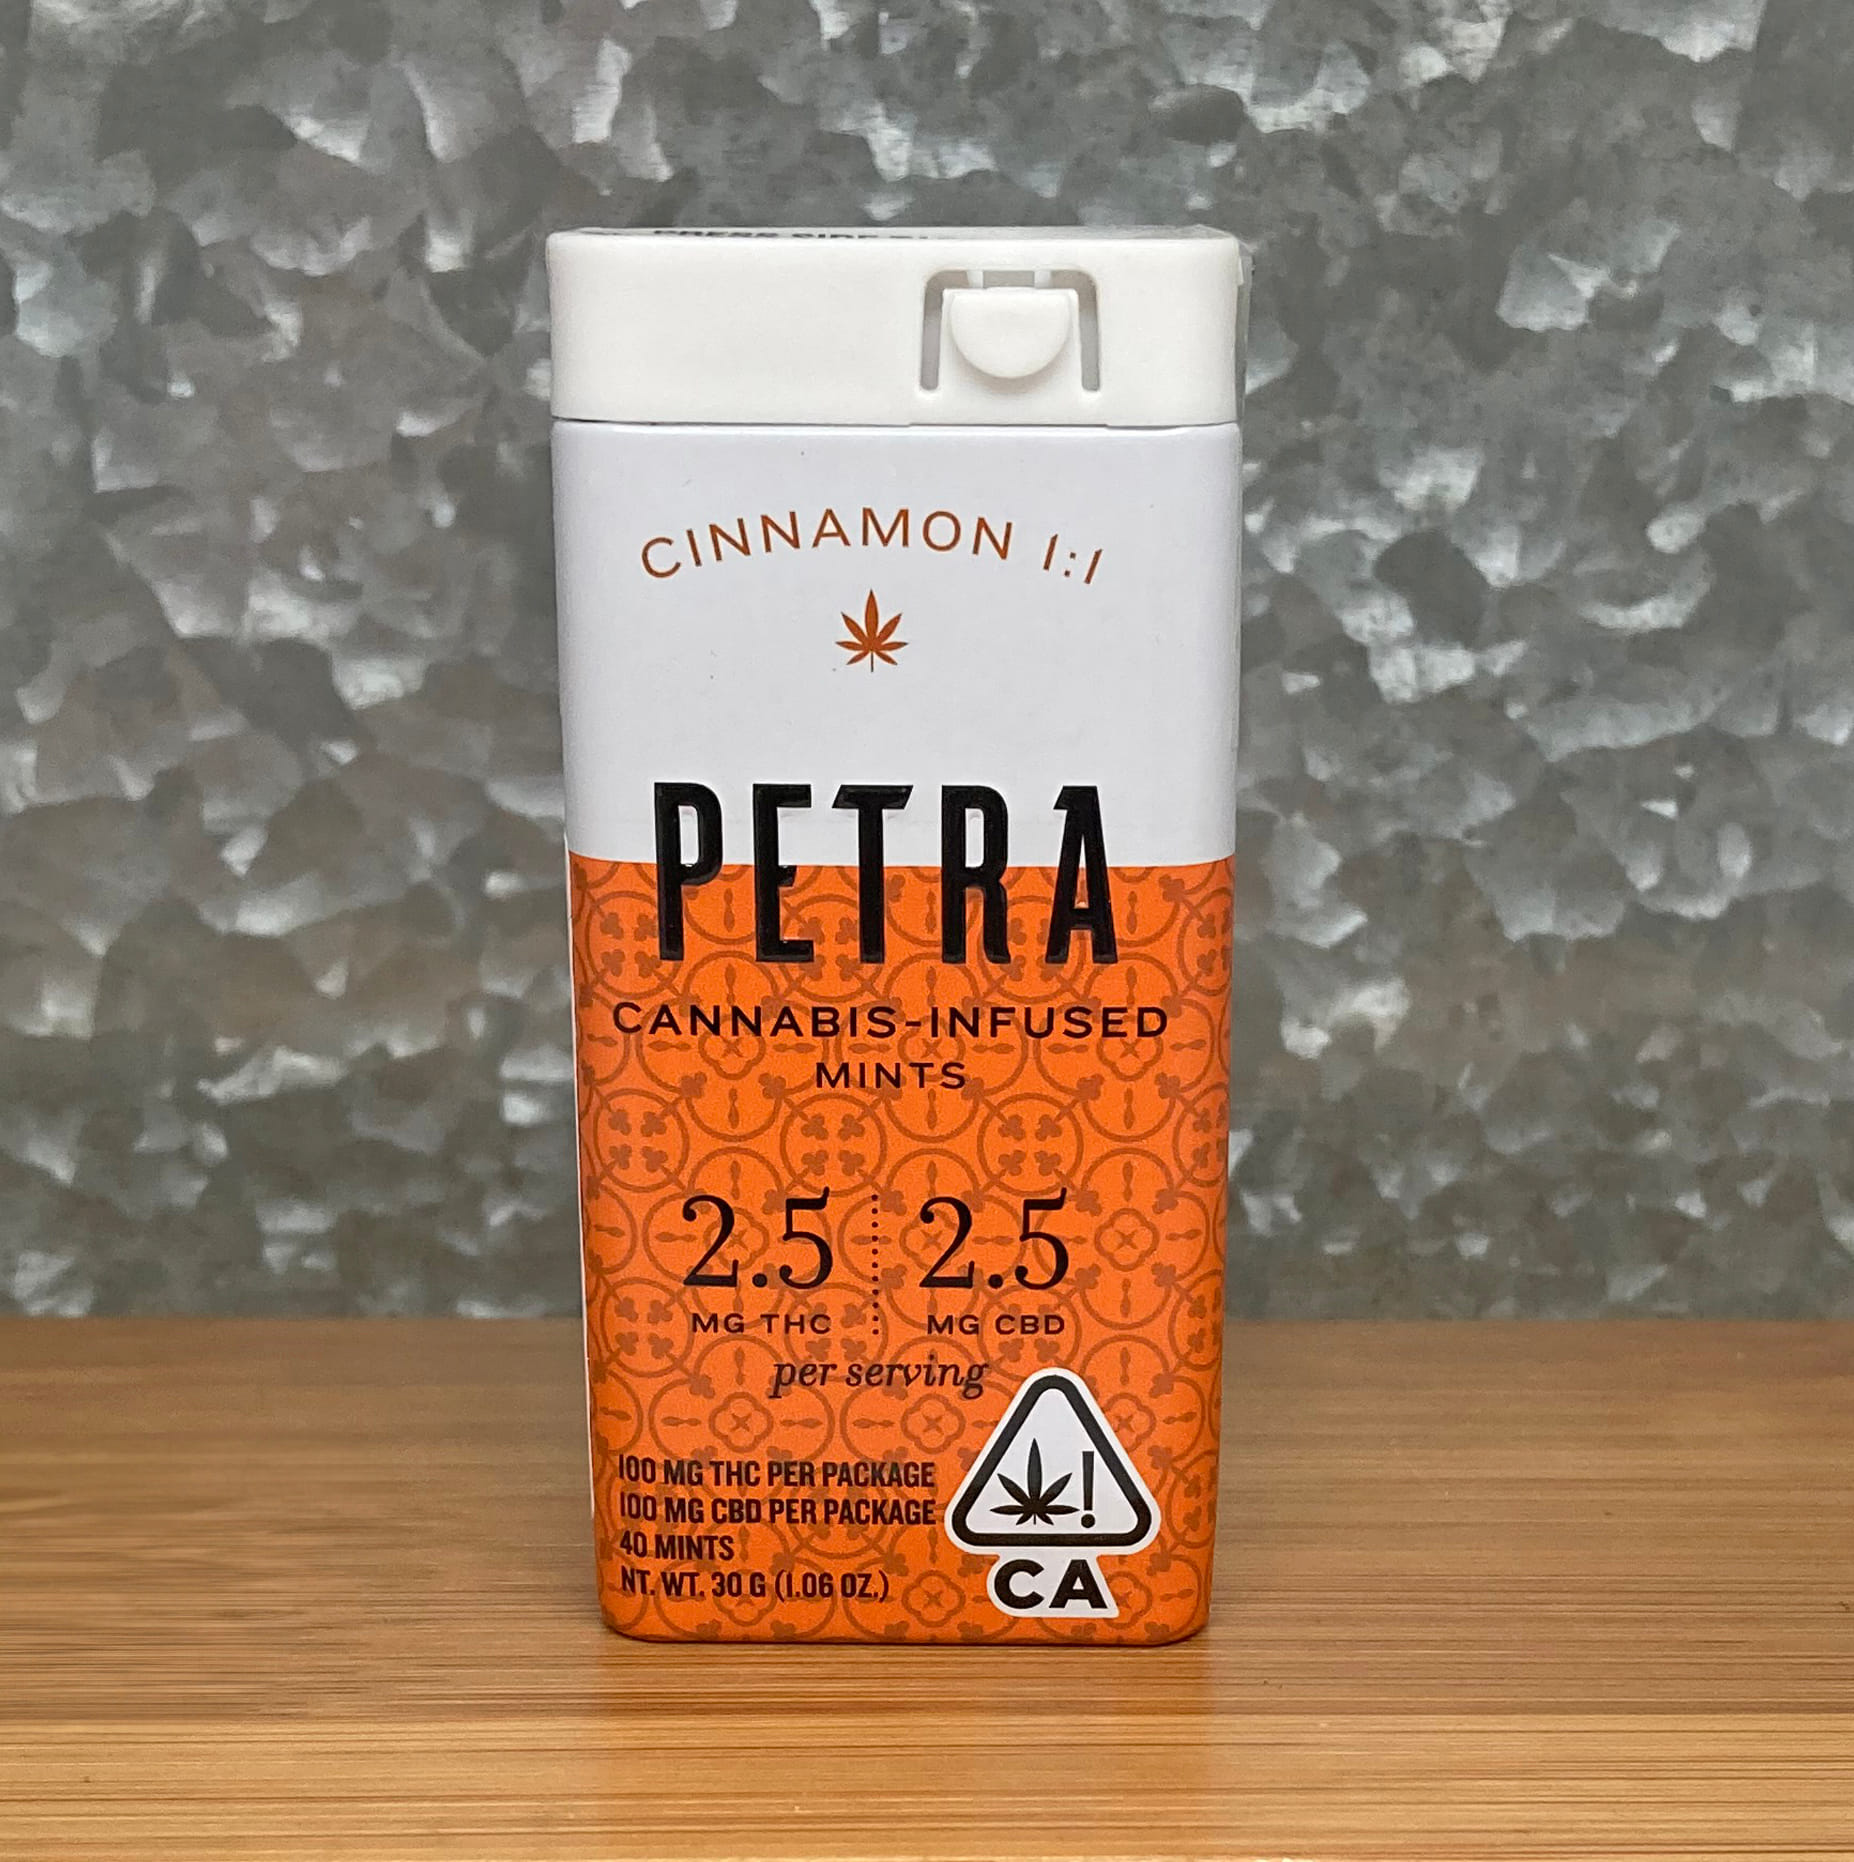 CINNAMON 1:1
PETRA
CANNABIS-INFUSED
MINTS
2.5 2.5
MG THC MG CBD
per serving
100 MG THC PER PACKAGE
100 MG CBD PER PACKAGE
40 MINTS
NT. WT. 30 G (1.06 OZ.)
!
CA